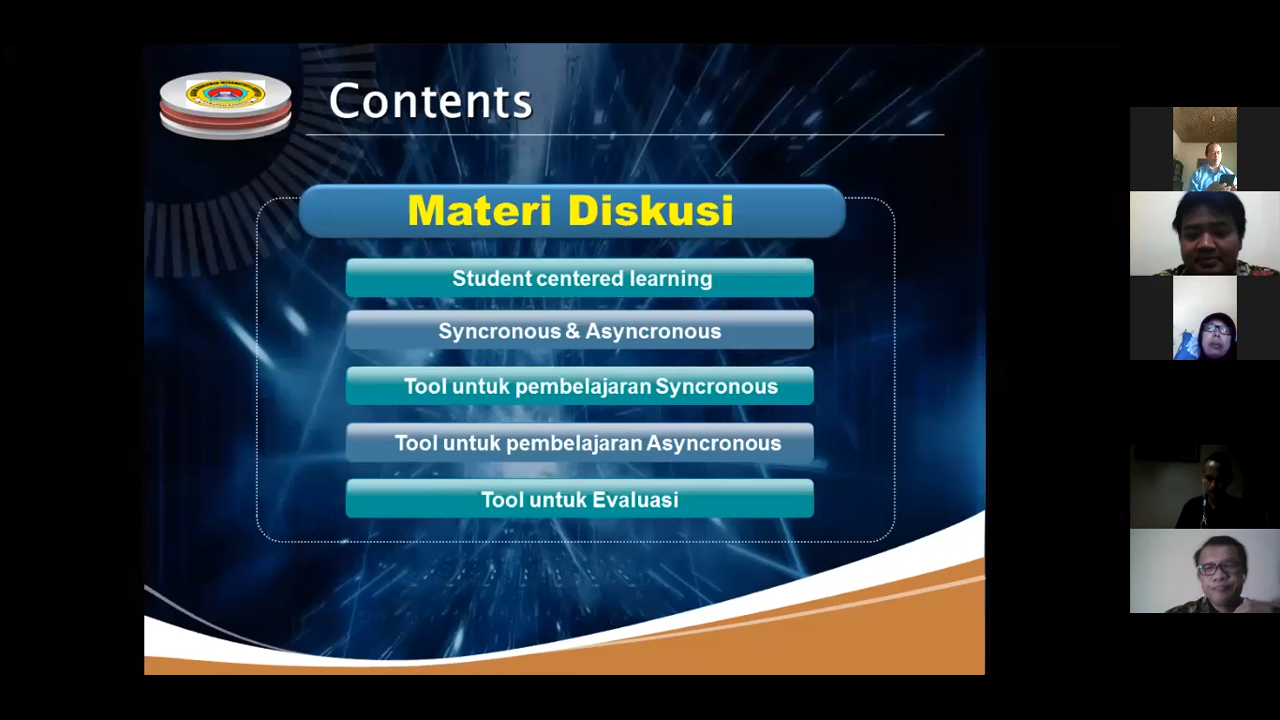 Contents
Materi Diskusi
Student centered learning
Syncronous & Asyncronous
Tool untuk pembelajaran Syncronous
Tool untuk pembelajaran Asyncronous
Tool untuk Evaluasi